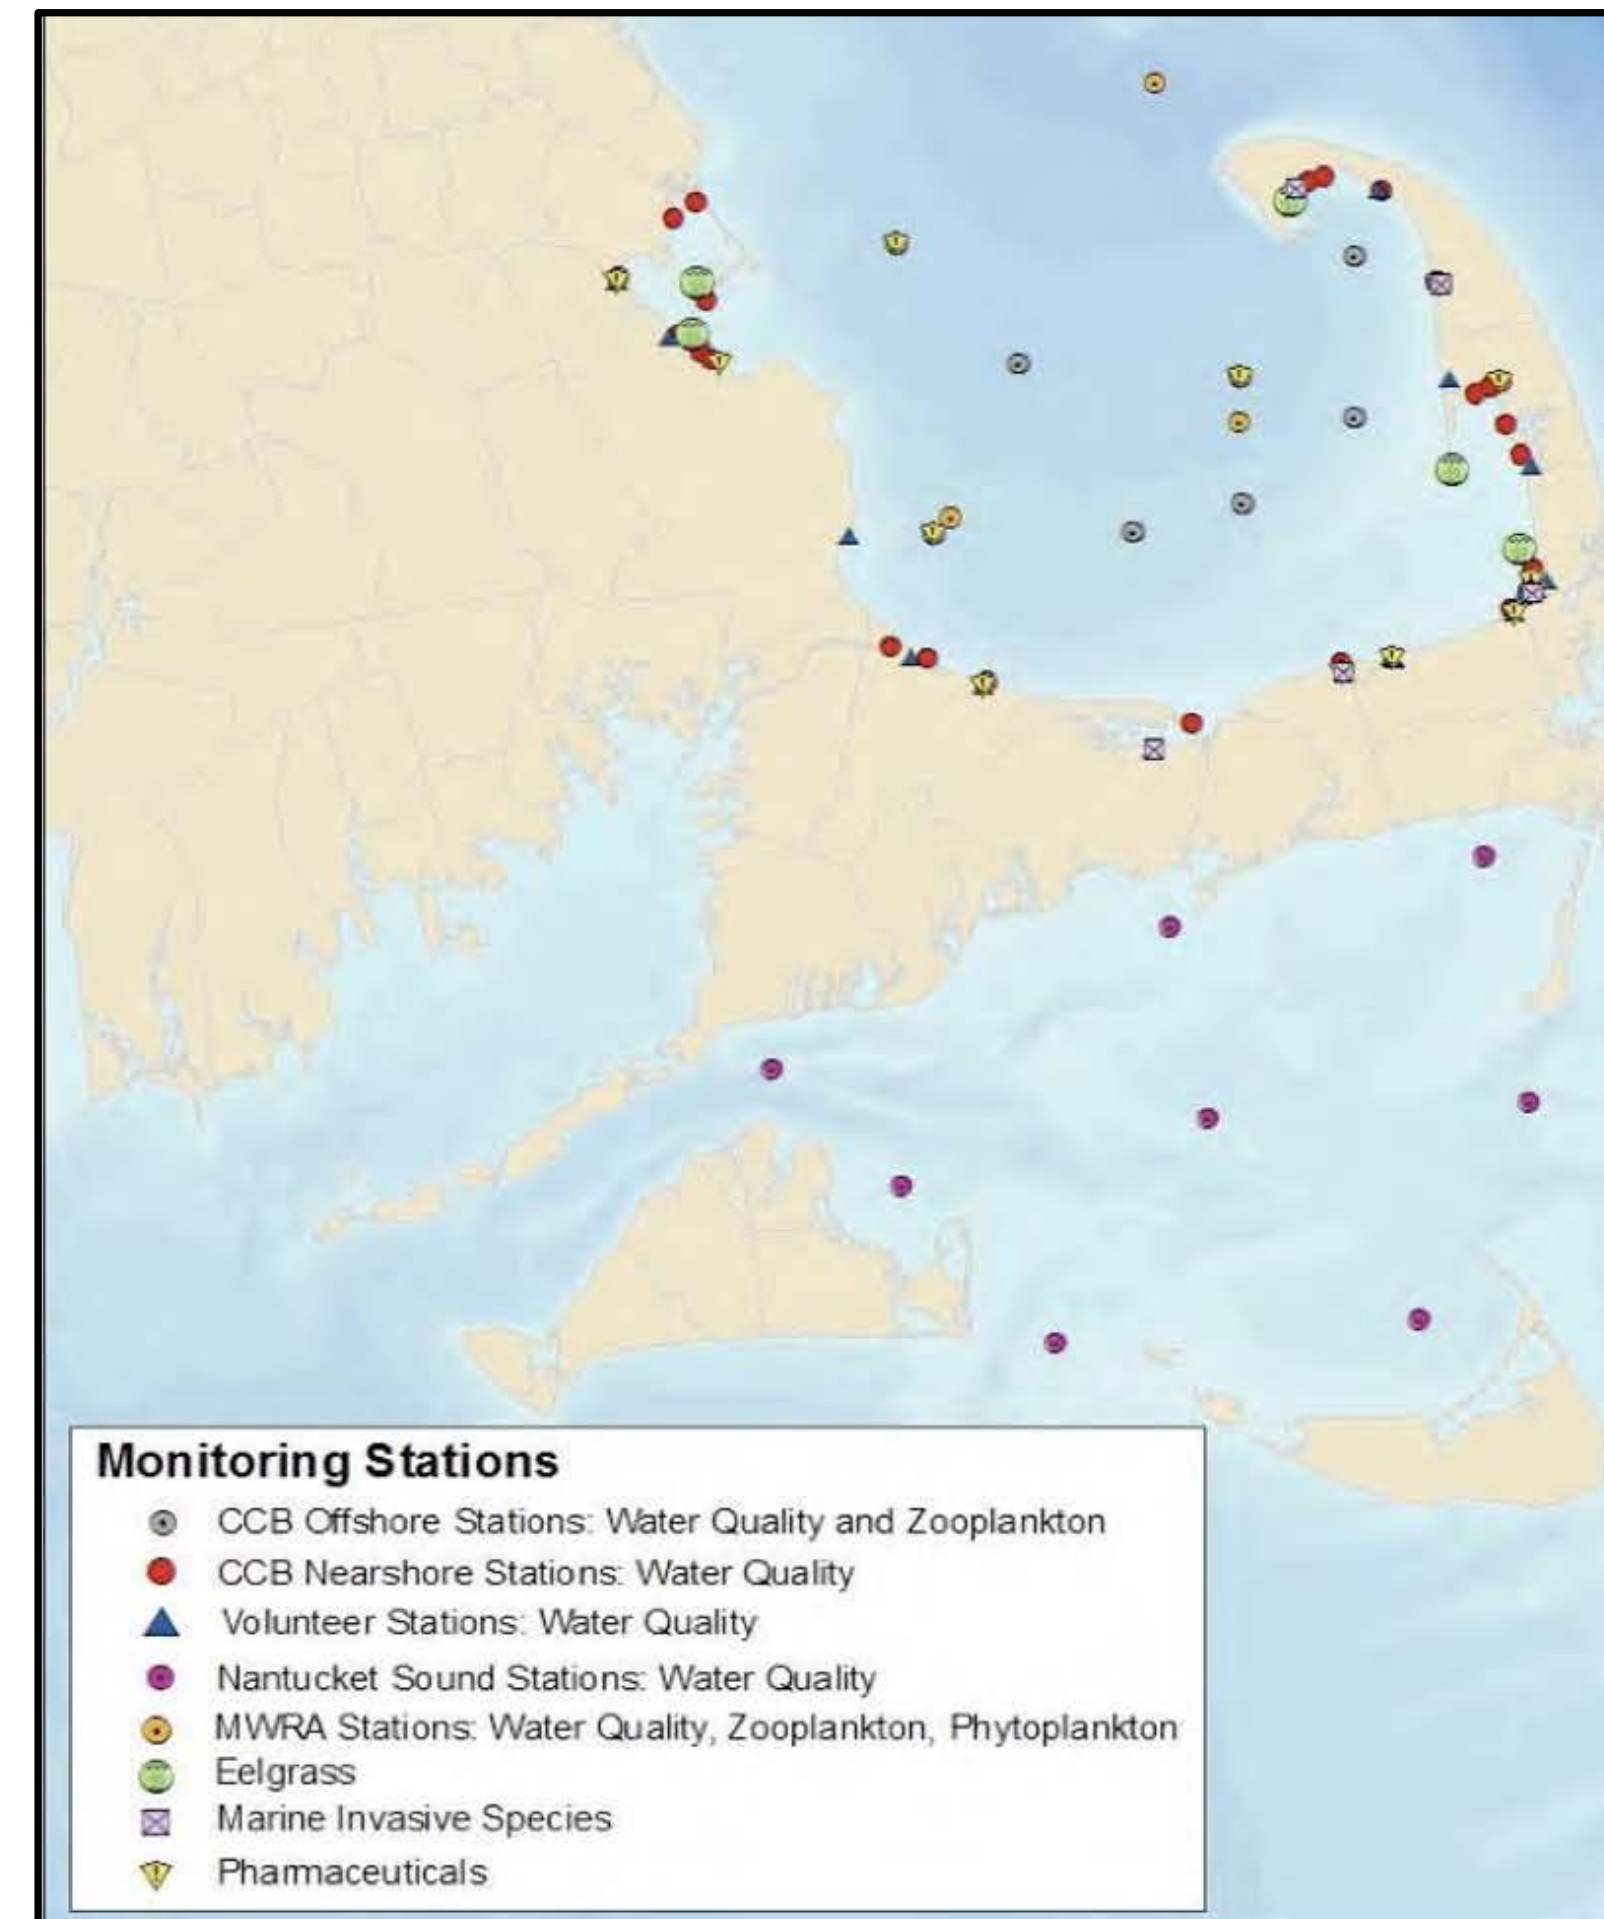 Monitoring Stations
CCB Offshore Stations: Water Quality and Zooplankton
CCB Nearshore Stations: Water Quality
Volunteer Stations: Water Quality
Nantucket Sound Stations: Water Quality
MWRA Stations: Water Quality, Zooplankton, Phytoplankton
Eelgrass
Marine Invasive Species
Pharmaceuticals